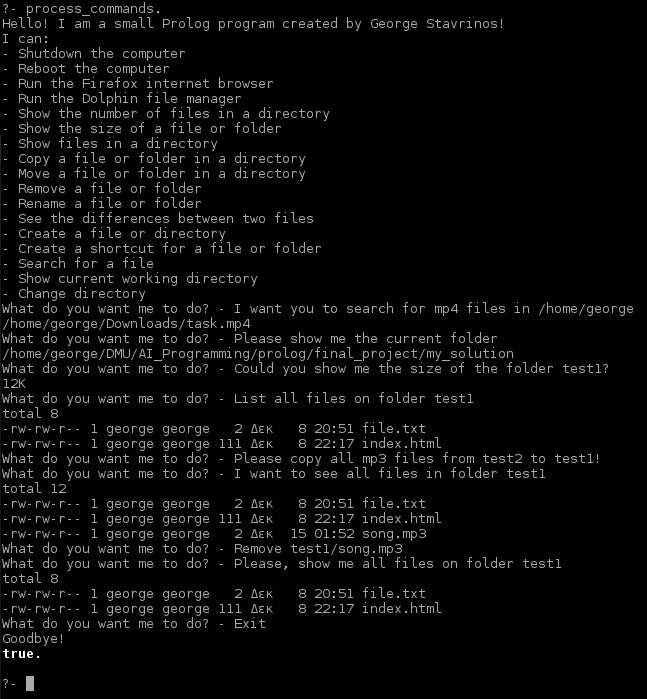 ?- process_commands.
Hello! I am a small Prolog program created by George Stavrinos!
I can:
- Shutdown the computer
- Reboot the computer
- Run the Firefox internet browser
- Run the Dolphin file manager
- Show the number of files in a directory
- Show the size of a file or folder
- Show files in a directory
- Copy a file or folder in a directory
- Move a file or folder in a directory
- Remove a file or folder
- Rename a file or folder
- See the differences between two files
- Create a file or directory
- Create a shortcut for a file or folder
- Search for a file
- Show current working directory
- Change directory
What do you want me to do? - I want you to search for mp4 files in /home/george
/home/george/Downloads/task.mp4
What do you want me to do? - Please show me the current folder
/home/george/DMU/AI_Programming/prolog/final_project/my_solution
What do you want me to do? - Could you show me the size of the folder test1?
12K
What do you want me to do? - List all files on folder test1
total 8
-rw-rw-r-- 1 george george   2 Δεκ   8 20:51 file.txt
-rw-rw-r-- 1 george george 111 Δεκ   8 22:17 index.html
What do you want me to do? - Please copy all mp3 files from test2 to test1!
What do you want me to do? - I want to see all files in folder test1
total 12
-rw-rw-r-- 1 george george   2 Δεκ   8 20:51 file.txt
-rw-rw-r-- 1 george george 111 Δεκ   8 22:17 index.html
-rw-rw-r-- 1 george george   2 Δεκ  15 01:52 song.mp3
What do you want me to do? - Remove test1/song.mp3
What do you want me to do? - Please, show me all files on folder test1
total 8
-rw-rw-r-- 1 george george   2 Δεκ   8 20:51 file.txt
-rw-rw-r-- 1 george george 111 Δεκ   8 22:17 index.html
What do you want me to do? - Exit
Goodbye!
true.
?-